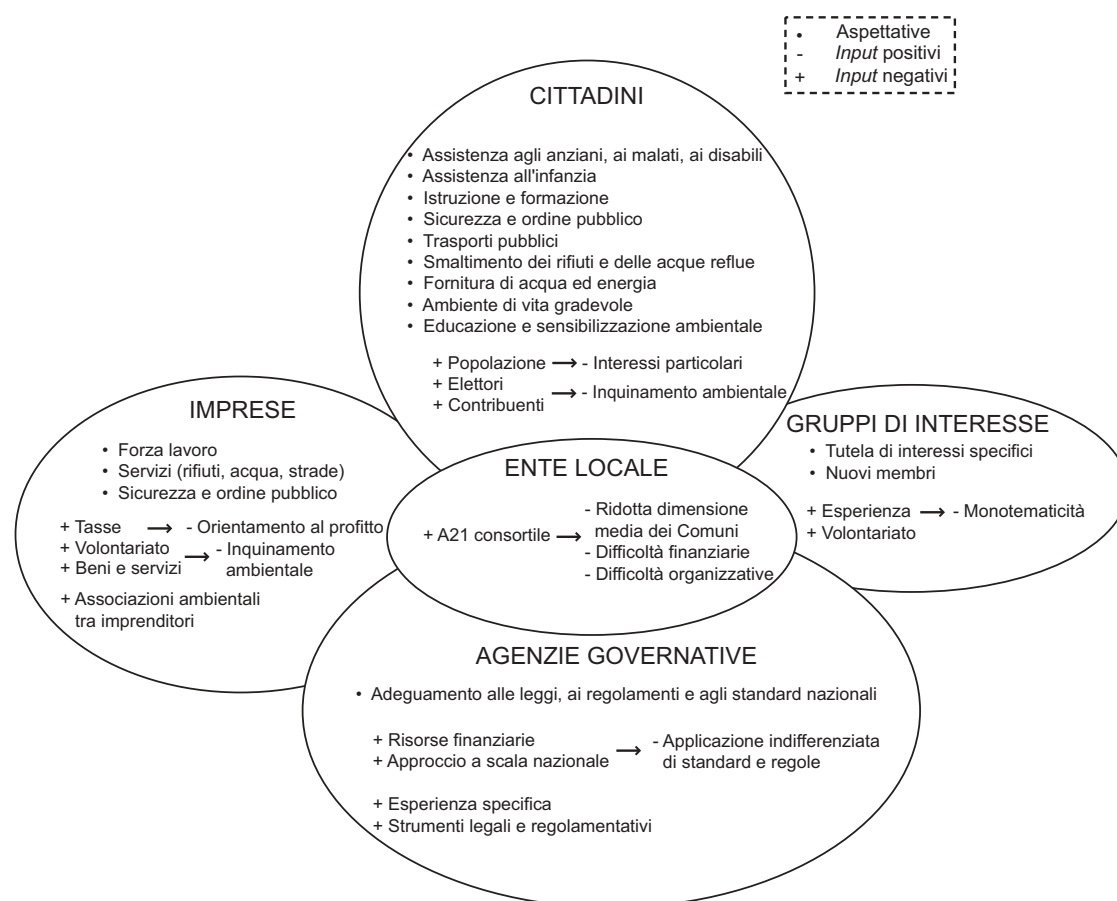 • Aspettative
- Input positivi
+ Input negativi
CITTADINI
• Assistenza agli anziani, ai malati, ai disabili
• Assistenza all'infanzia
• Istruzione e formazione
• Sicurezza e ordine pubblico
• Trasporti pubblici
• Smaltimento dei rifiuti e delle acque reflue
• Fornitura di acqua ed energia
• Ambiente di vita gradevole
• Educazione e sensibilizzazione ambientale
+ Popolazione → - Interessi particolari
+ Elettori
+ Contribuenti → - Inquinamento ambientale
IMPRESE
• Forza lavoro
• Servizi (rifiuti, acqua, strade)
• Sicurezza e ordine pubblico
+ Tasse → - Orientamento al profitto
+ Volontariato → - Inquinamento
+ Beni e servizi ambientale
+ Associazioni ambientali
tra imprenditori
GRUPPI DI INTERESSE
• Tutela di interessi specifici
• Nuovi membri
+ Esperienza → - Monotematicità
+ Volontariato
ENTE LOCALE
- Ridotta dimensione
+ A21 consortile → media dei Comuni
- Difficoltà finanziarie
- Difficoltà organizzative
AGENZIE GOVERNATIVE
• Adeguamento alle leggi, ai regolamenti e agli standard nazionali
+ Risorse finanziarie → - Applicazione indifferenziata
+ Approccio a scala nazionale di standard e regole
+ Esperienza specifica
+ Strumenti legali e regolamentativi